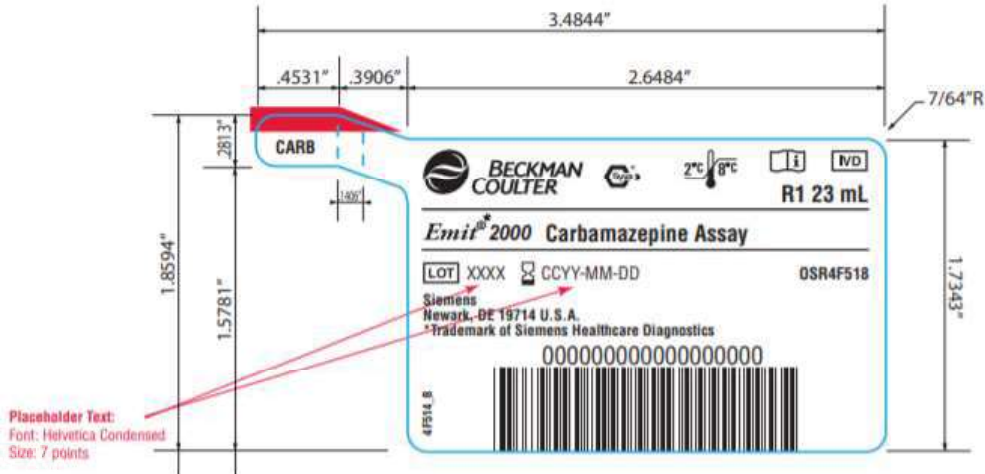 3.4844"
.4531"
.3906"
2.6484"
7/64"R
.2813"
CARB
.1406"
1.8594"
1.5781"
BECKMAN
COULTER
2°C
8°C
i
IVD
R1 23 mL
Emit®* 2000 Carbamazepine Assay
LOT XXXX CCYY-MM-DD
OSR4F518
Siemens
Newark, DE 19714 U.S.A.
*Trademark of Siemens Healthcare Diagnostics
000000000000000000
4F514_B
1.7343"
Placeholder Text:
Font: Helvetica Condensed
Size: 7 points